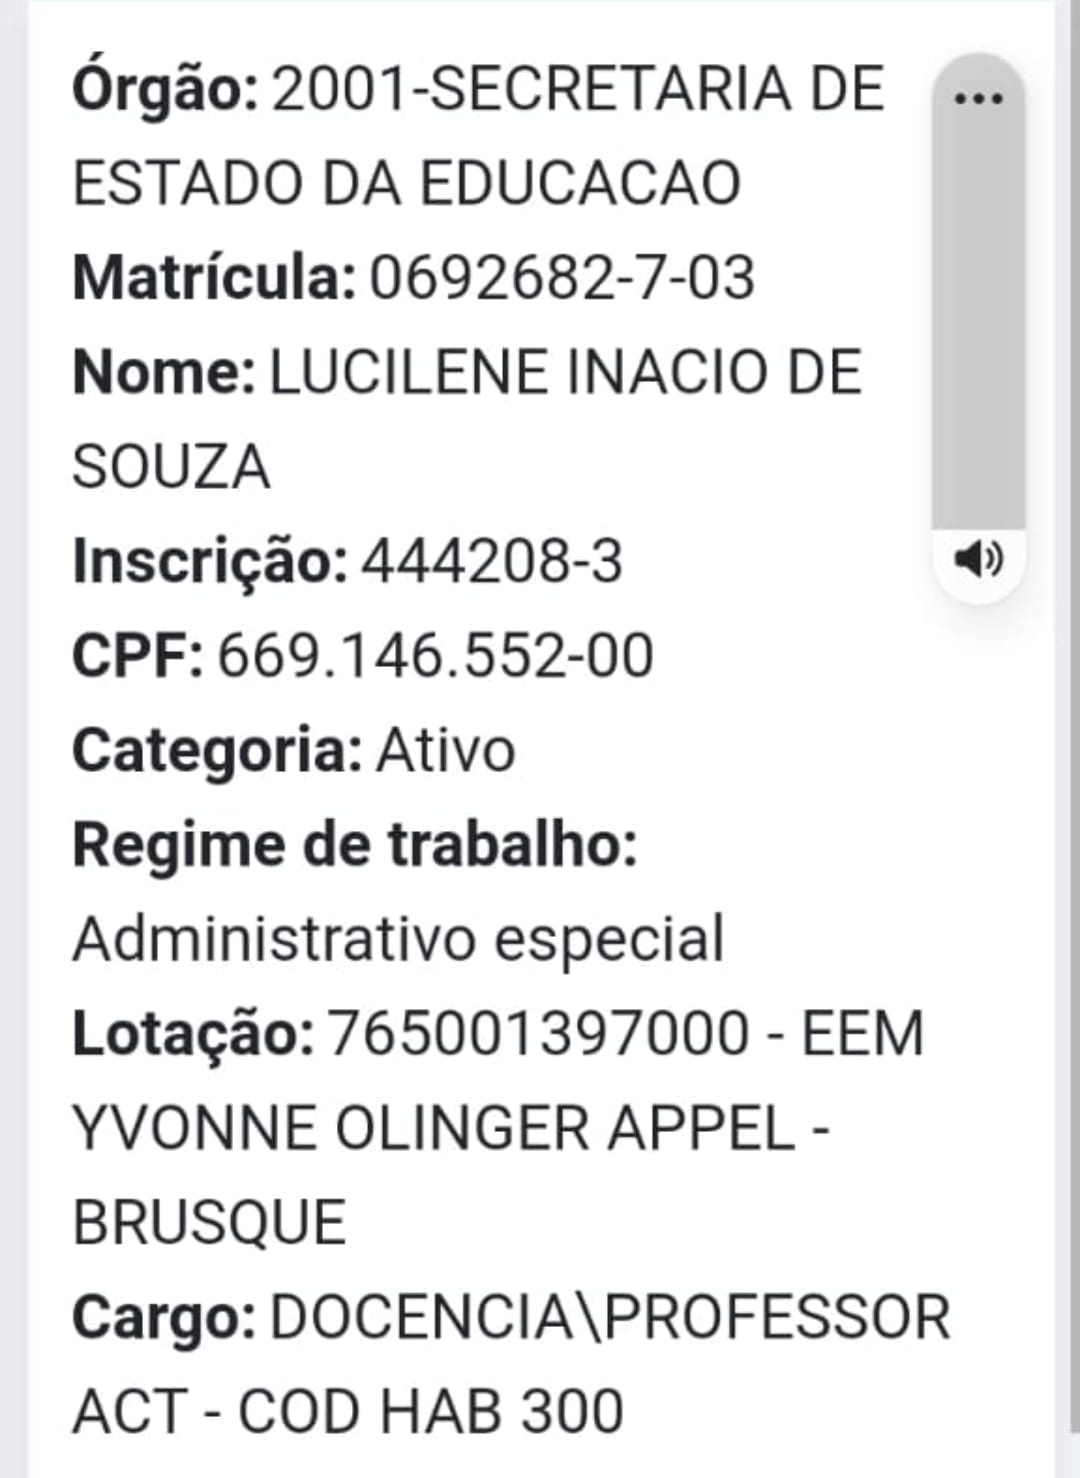 Órgão: 2001-SECRETARIA DE
ESTADO DA EDUCACAO
Matrícula: 0692682-7-03
Nome: LUCILENE INACIO DE
SOUZA
Inscrição: 444208-3
CPF: 669.146.552-00
Categoria: Ativo
Regime de trabalho:
Administrativo especial
Lotação: 765001397000 - EEM
YVONNE OLINGER APPEL -
BRUSQUE
Cargo: DOCENCIA\PROFESSOR
ACT - COD HAB 300